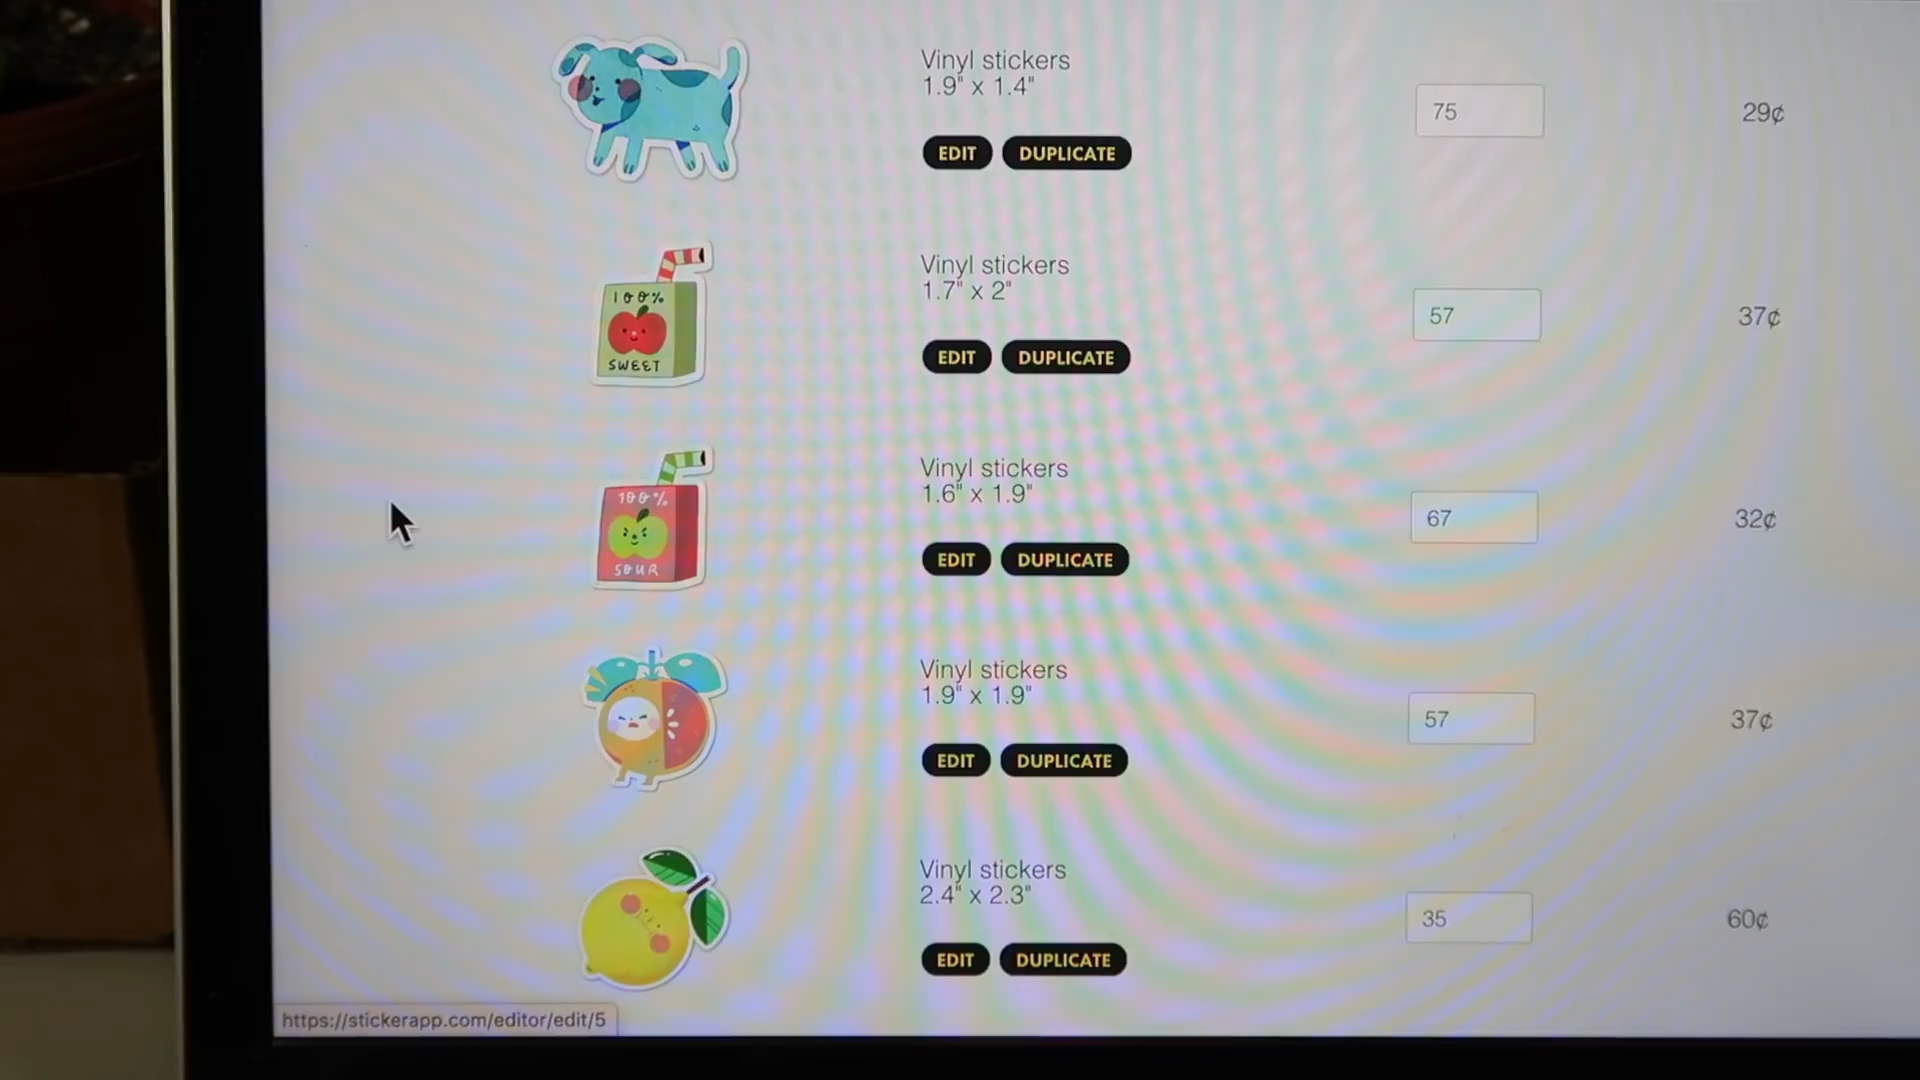 Vinyl stickers
1.9" x 1.4"
75
29¢
EDIT
DUPLICATE
100%
SWEET
Vinyl stickers
1.7" x 2"
57
37¢
EDIT
DUPLICATE
100%
SOUR
Vinyl stickers
1.6" x 1.9"
67
32¢
EDIT
DUPLICATE
Vinyl stickers
1.9" x 1.9"
57
37¢
EDIT
DUPLICATE
Vinyl stickers
2.4" x 2.3"
35
60¢
EDIT
DUPLICATE
https://stickerapp.com/editor/edit/5